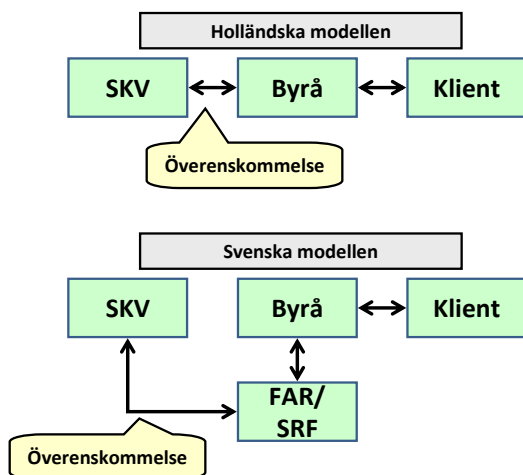 Holländska modellen
SKV
Byrå
Klient
Överenskommelse
Svenska modellen
SKV
Byrå
Klient
FAR/
SRF
Överenskommelse